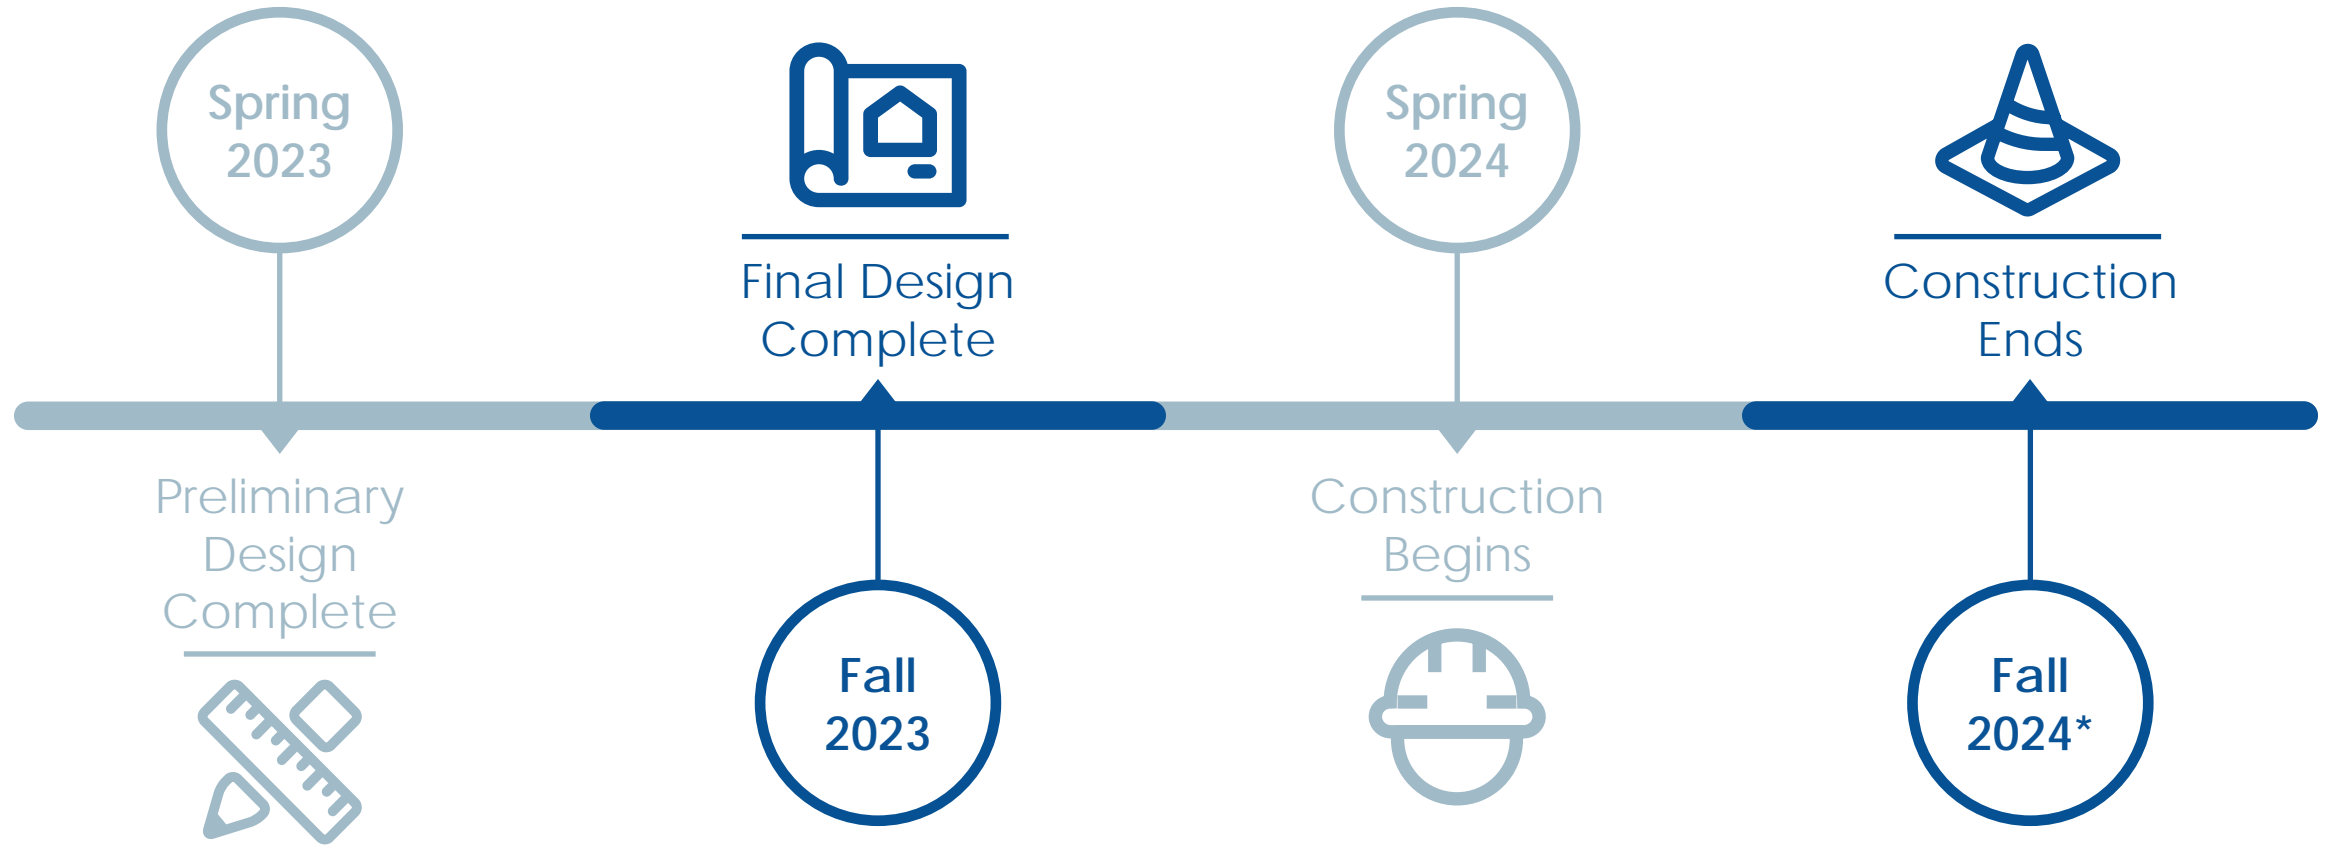 Spring
2023
Preliminary
Design
Complete
Final Design
Complete
Fall
2023
Spring
2024
Construction
Begins
Construction
Ends
Fall
2024*